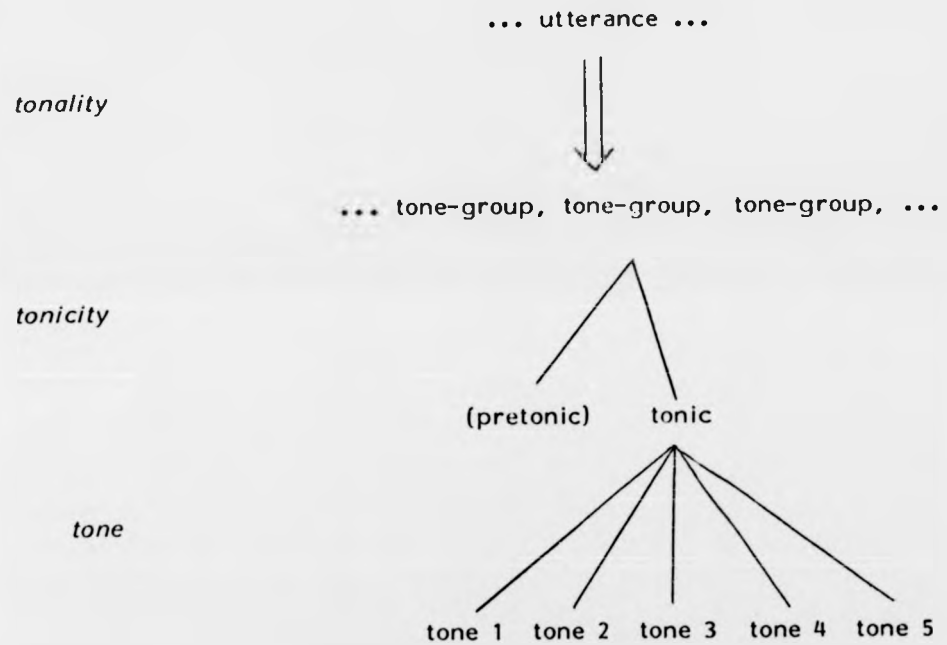 ... utterance ...
tonality
... tone-group, tone-group, tone-group, ...
tonicity
(pretonic) tonic
tone
tone 1 tone 2 tone 3 tone 4 tone 5